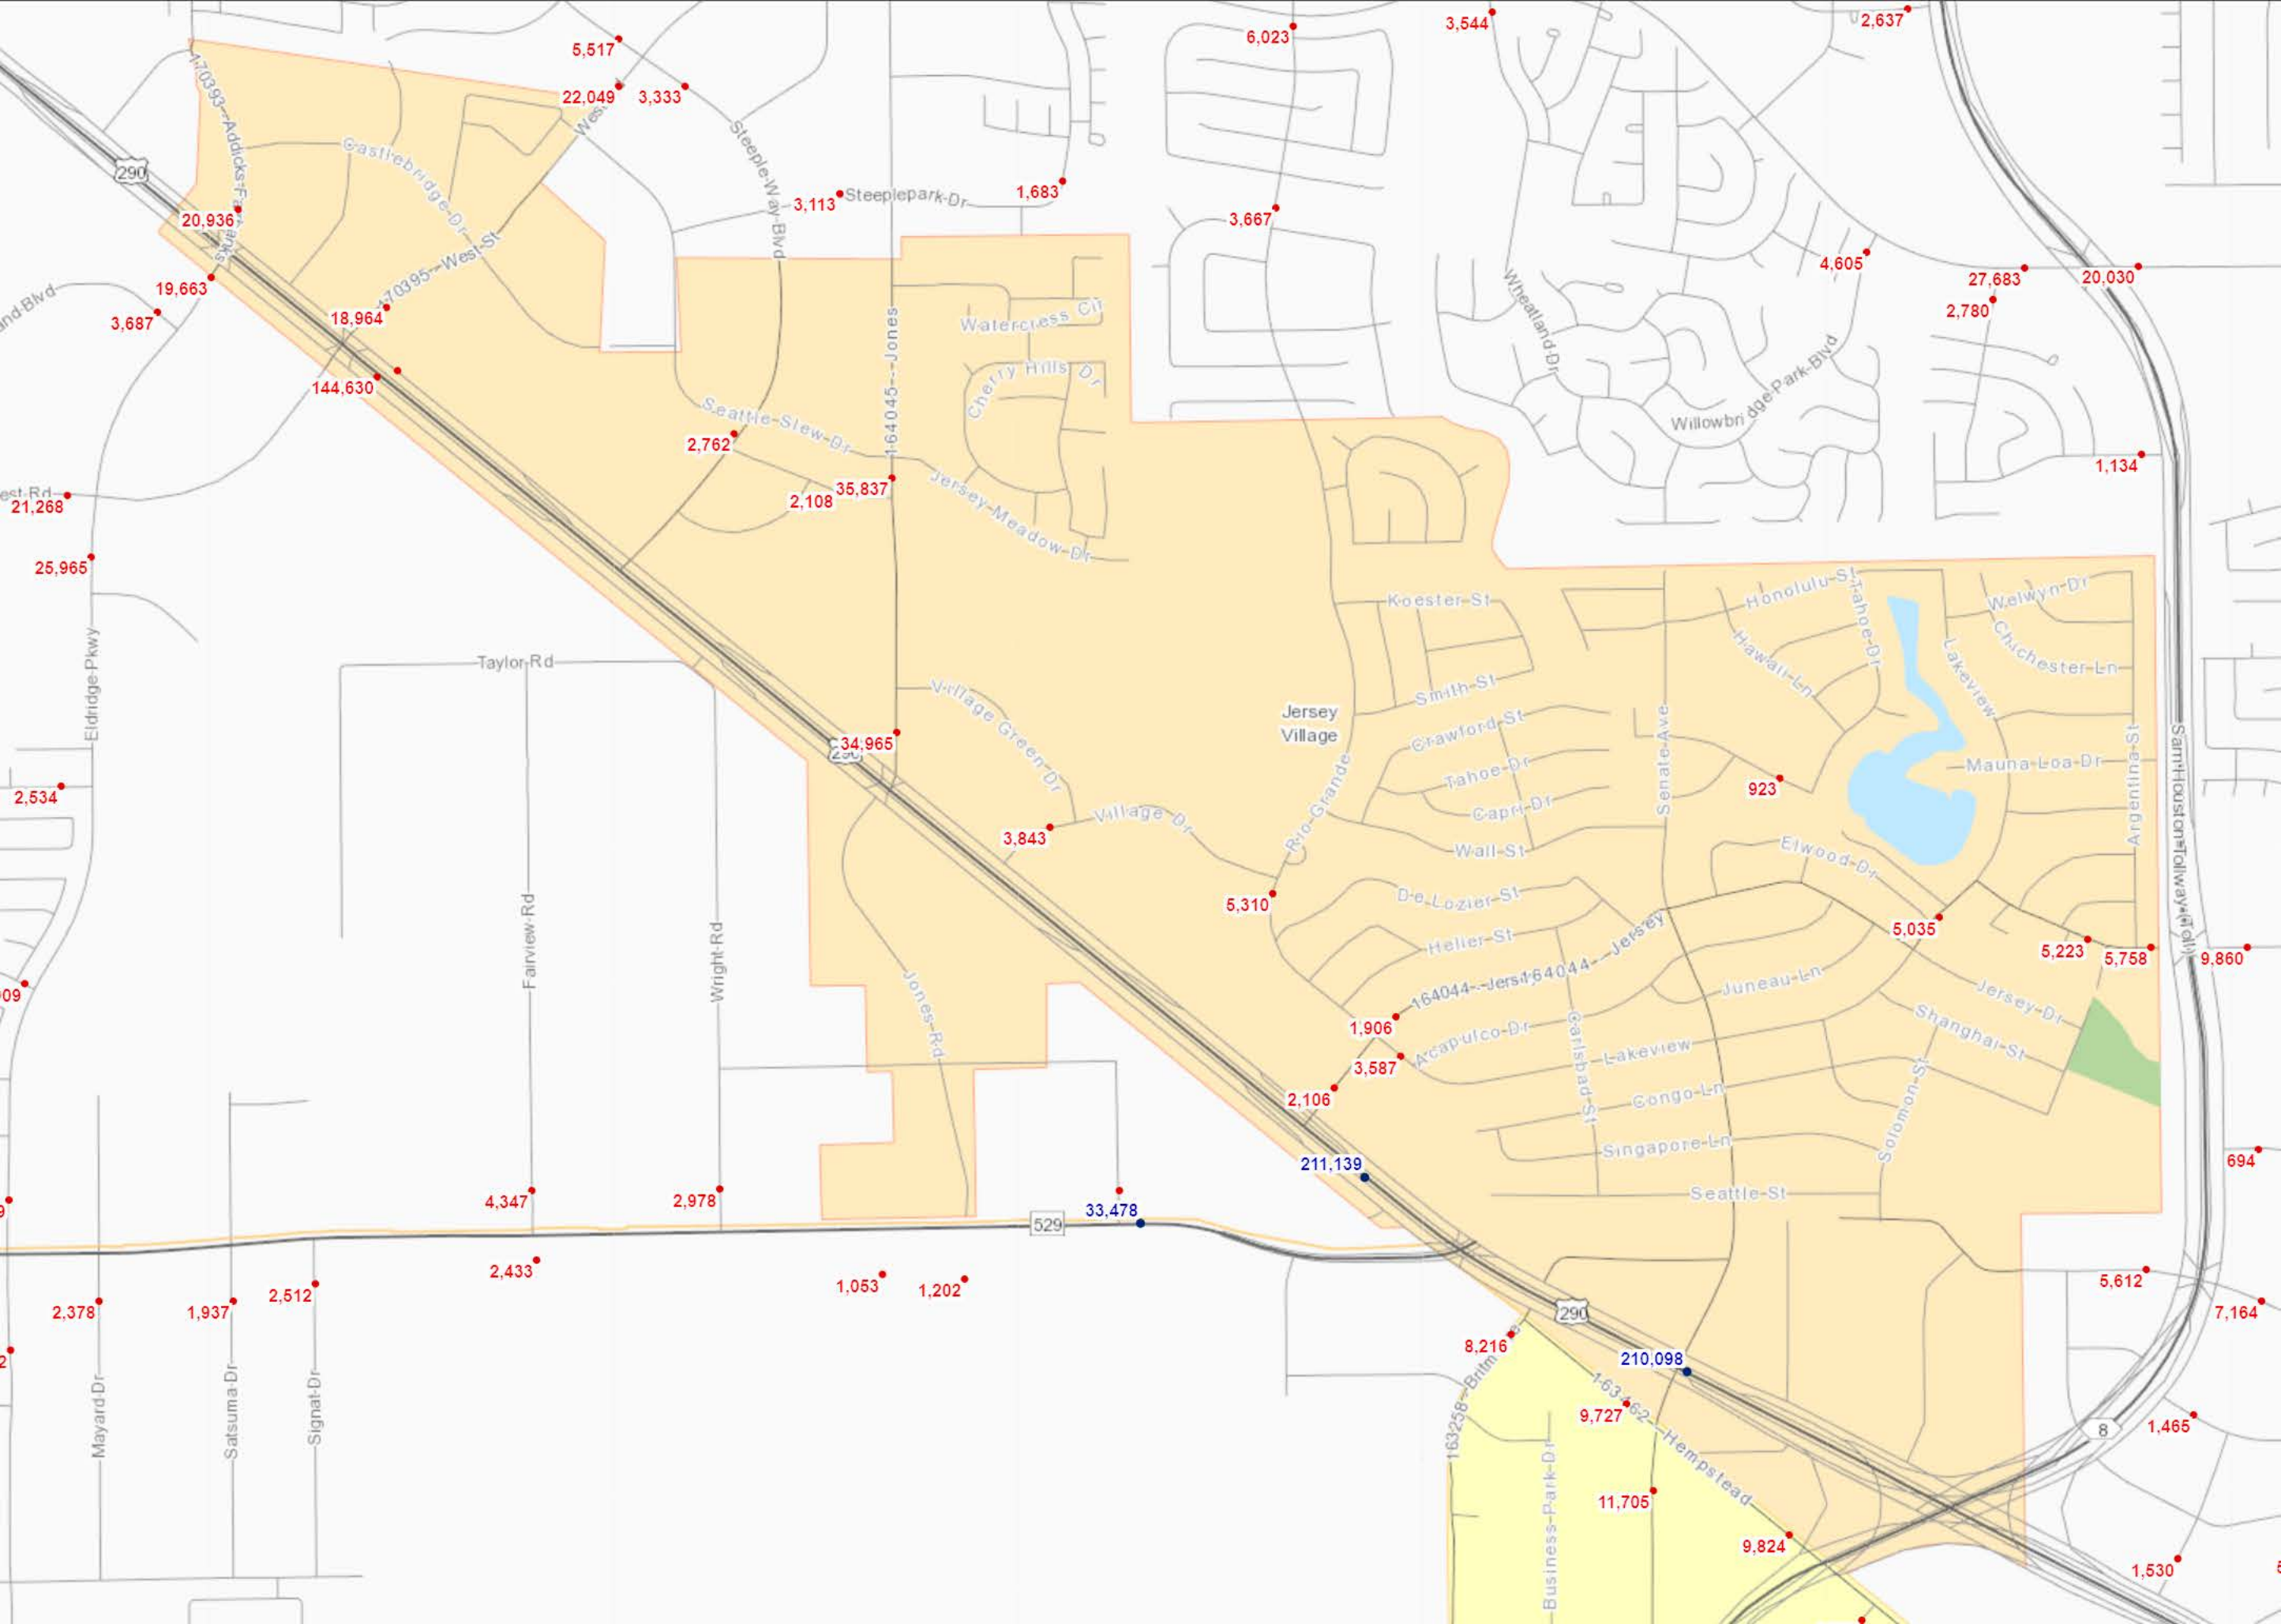 5,517
6,023
3,544
2,637
22,049
3,333
West
170393--Addicks-Fa
anks
290
Castlebridge-Dr
Steeple-Way-Blvd
3,113
Steeplepark-Dr
1,683
3,667
20,936
170395--West-St
4,605
27,683
20,030
2,780
19,663
3,687
and-Blvd
18,964
164045---Jones
Watercress Cir
Wheatland-Dr
144,630
Cherry Hills Dr
Willowbridge-Park-Blvd
Seattle Slew-Dr
2,762
1,134
est-Rd
21,268
2,108
35,837
Jersey-Meadow-Dr
25,965
Koester-St
Honolulu-St
Tahoe-Dr
Welwyn-Dr
Hawaii-Ln
Chichester-Ln
Lakeview
Eldridge-Pkwy
Taylor-Rd
Village Green-Dr
Jersey
Village
Smith-St
Crawford-St
Senate-Ave
Argentina-St
Sam-Houston-Tollway-(Toll)
290
34,965
Tahoe-Dr
Mauna-Loa-Dr
2,534
923
Capri-Dr
Rio-Grande
3,843
Village-Dr
Wall-St
Elwood-Dr
5,310
De-Lozier-St
5,035
Fairview-Rd
Wright-Rd
Jones-Rd
Heller-St
5,223
5,758
9,860
09
164044--Jers
164044---Jersey
Juneau-Ln
Jersey-Dr
1,906
Acapulco-Dr
Carlsbad-St
Shanghai-St
3,587
Lakeview
2,106
Congo-Ln
Solomon-St
Singapore-Ln
694
211,139
4,347
2,978
Seattle-St
33,478
529
2,433
1,053
1,202
5,612
2,378
1,937
2,512
7,164
290
2
8,216
210,098
Mayard-Dr
Satsuma-Dr
Signat-Dr
163258--Britm
163462--Hempstead
9,727
8
1,465
Business-Park-Dr
11,705
9,824
1,530